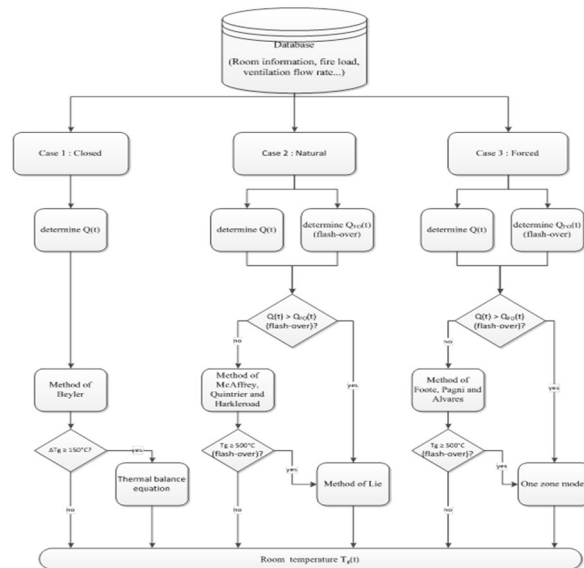 Database
(Room information, fire load,
ventilation flow rate...)
Case 1 : Closed
Case 2 : Natural
Case 3 : Forced
determine Q(t)
determine Q(t)
determine QFO(t)
(flash-over)
determine Q(t)
determine QFO(t)
(flash-over)
Q(t) > QFO(t)
(flash-over)?
Q(t) > QFO(t)
(flash-over)?
no
no
yes
yes
Method of
Beyler
Method of
McAffrey,
Quintrier and
Harkleroad
Method of
Foote, Pagni and
Alvares
ΔTg ≥ 150°C?
yes
Tg ≥ 500°C
(flash-over)?
yes
Tg ≥ 500°C
(flash-over)?
yes
Thermal balance
equation
Method of Lie
One zone model
no
no
no
Room temperature Tg(t)